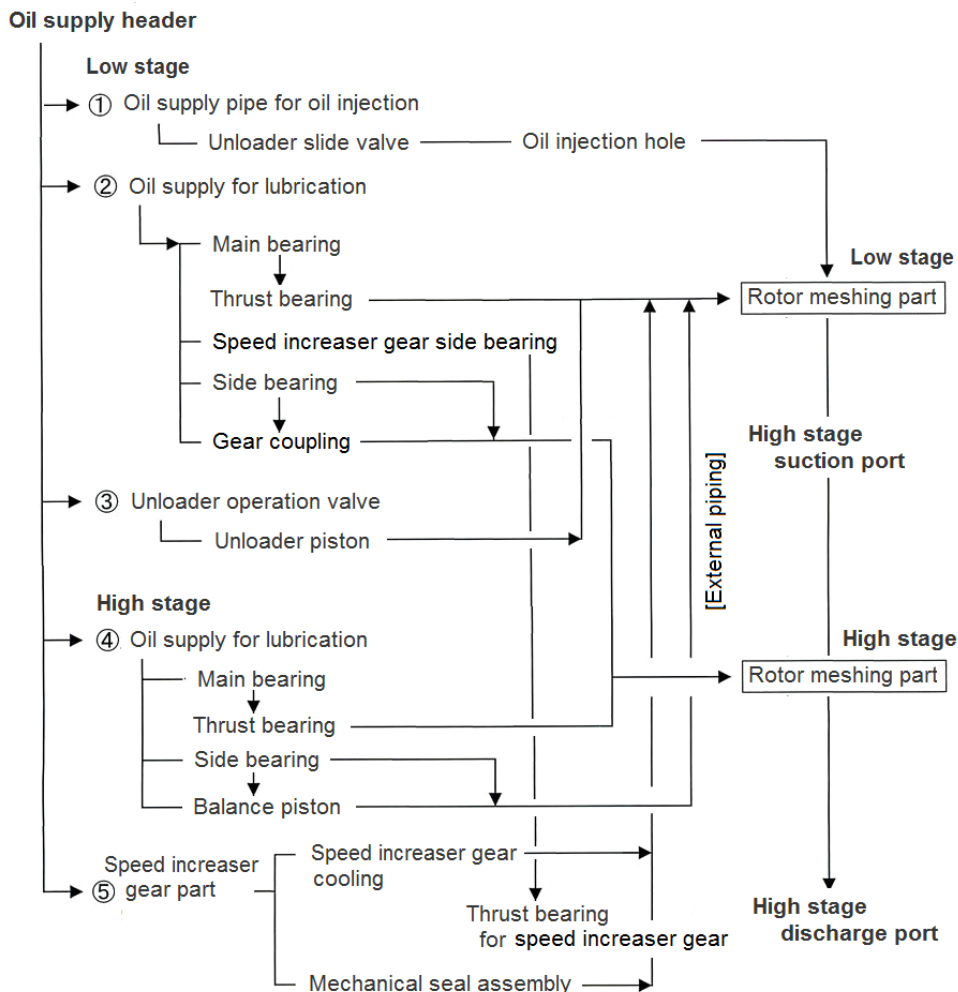 Oil supply header
Low stage
① Oil supply pipe for oil injection
Unloader slide valve
Oil injection hole
② Oil supply for lubrication
Main bearing
Low stage
Thrust bearing
Rotor meshing part
Speed increaser gear side bearing
Side bearing
Gear coupling
High stage
suction port
[External piping]
③ Unloader operation valve
Unloader piston
High stage
④ Oil supply for lubrication
High stage
Main bearing
Rotor meshing part
Thrust bearing
Side bearing
Balance piston
Speed increaser
⑤ gear part
Speed increaser gear
cooling
Thrust bearing
for speed increaser gear
High stage
discharge port
Mechanical seal assembly